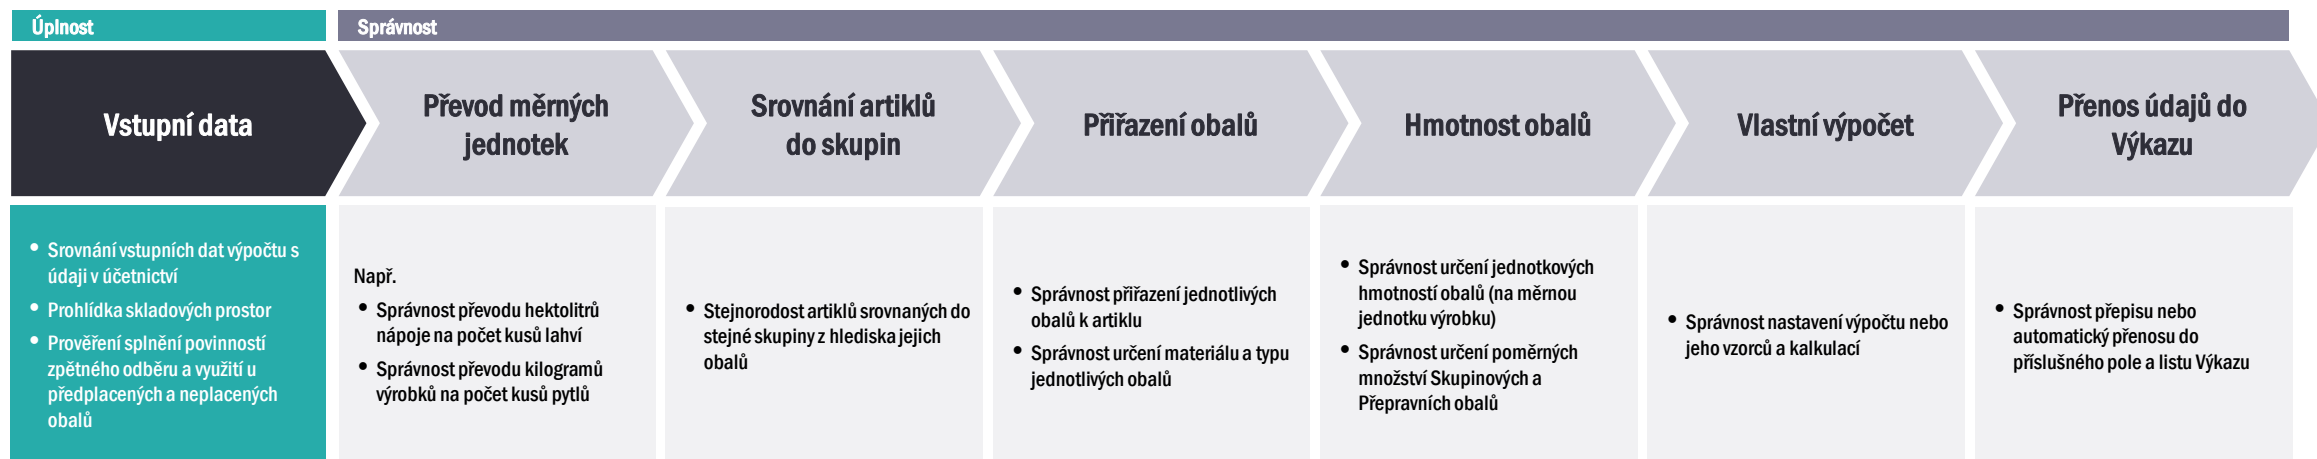 Úplnost
Správnost
Vstupní data
Převod měrných
jednotek
Srovnání artiklů
do skupin
Přiřazení obalů
Hmotnost obalů
Vlastní výpočet
Přenos údajů do
Výkazu
• Srovnání vstupních dat výpočtu s
údaji v účetnictví
• Prohlídka skladových prostor
• Prověření splnění povinností
zpětného odběru a využití u
předplacených a neplacených
obalů
Např.
• Správnost převodu hektolitrů
nápoje na počet kusů lahví
• Správnost převodu kilogramů
výrobků na počet kusů pytlů
• Stejnorodost artiklů srovnaných do
stejné skupiny z hlediska jejich
obalů
• Správnost přiřazení jednotlivých
obalů k artiklu
• Správnost určení materiálu a typu
jednotlivých obalů
• Správnost určení jednotkových
hmotností obalů (na měrnou
jednotku výrobku)
• Správnost určení poměrných
množství Skupinových a
Přepravních obalů
• Správnost nastavení výpočtu nebo
jeho vzorců a kalkulací
• Správnost přepisu nebo
automatický přenosu do
příslušného pole a listu Výkazu